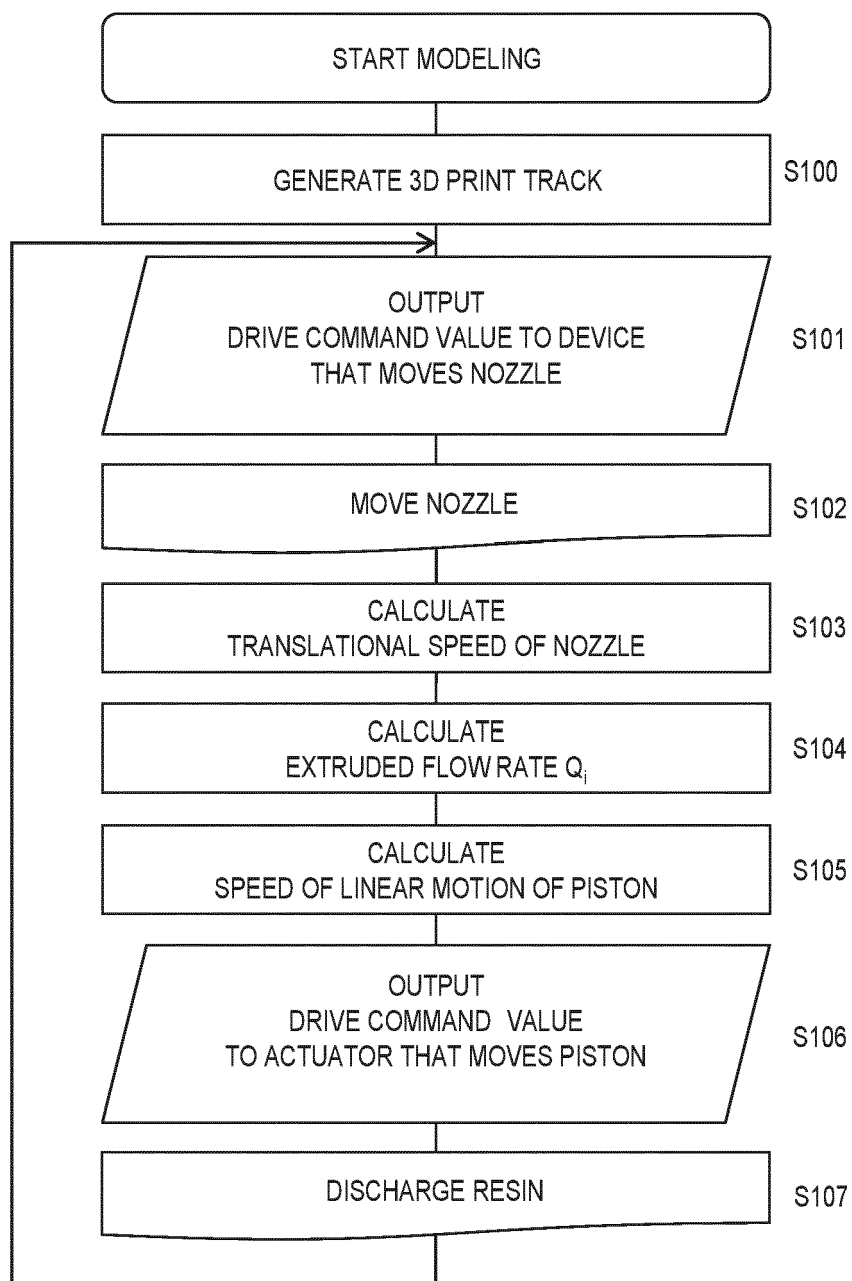 START MODELING
GENERATE 3D PRINT TRACK
S100
OUTPUT
DRIVE COMMAND VALUE TO DEVICE
THAT MOVES NOZZLE
S101
MOVE NOZZLE
S102
CALCULATE
TRANSLATIONAL SPEED OF NOZZLE
S103
CALCULATE
EXTRUDED FLOW RATE Qi
S104
CALCULATE
SPEED OF LINEAR MOTION OF PISTON
S105
OUTPUT
DRIVE COMMAND VALUE
TO ACTUATOR THAT MOVES PISTON
S106
DISCHARGE RESIN
S107